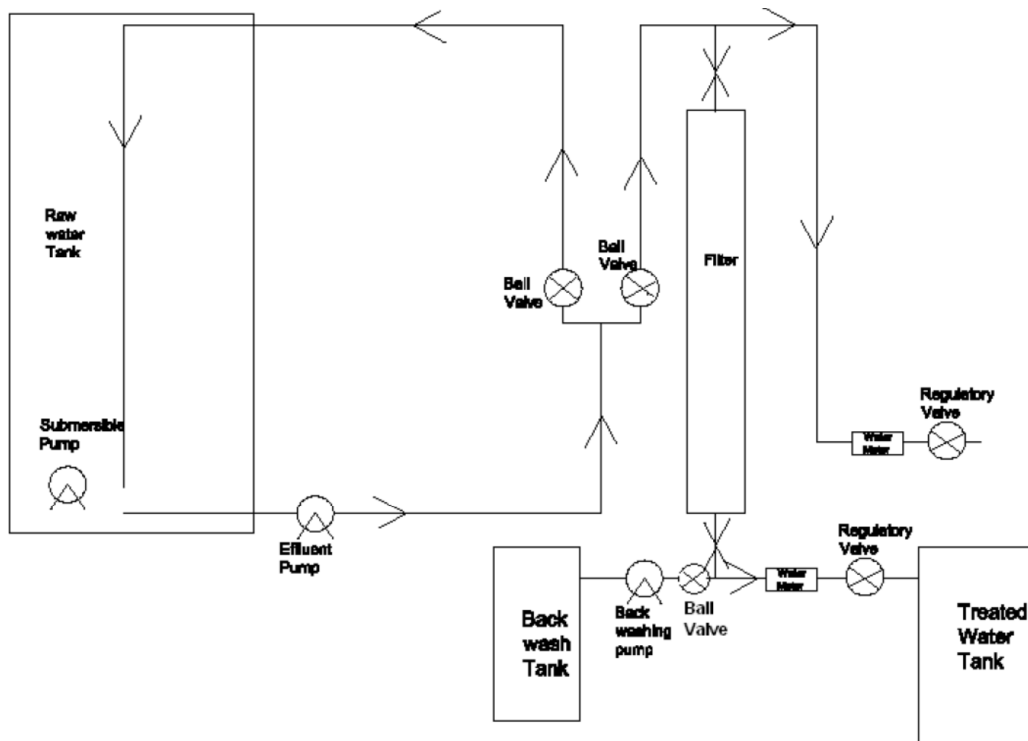 Raw
water
Tank
Submersible
Pump
Effluent
Pump
Ball
Valve
Ball
Valve
Filter
Regulatory
Valve
Water
Meter
Back
wash
Tank
Back
washing
pump
Ball
Valve
Water
Meter
Regulatory
Valve
Treated
Water
Tank